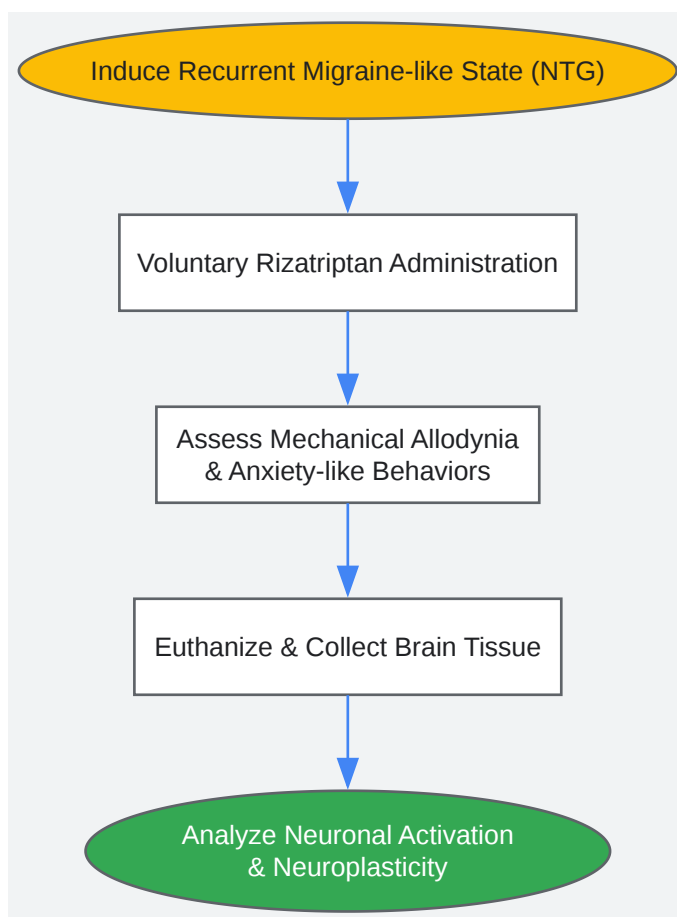 Induce Recurrent Migraine-like State (NTG)
Voluntary Rizatriptan Administration
Assess Mechanical Allodynia
& Anxiety-like Behaviors
Euthanize & Collect Brain Tissue
Analyze Neuronal Activation
& Neuroplasticity